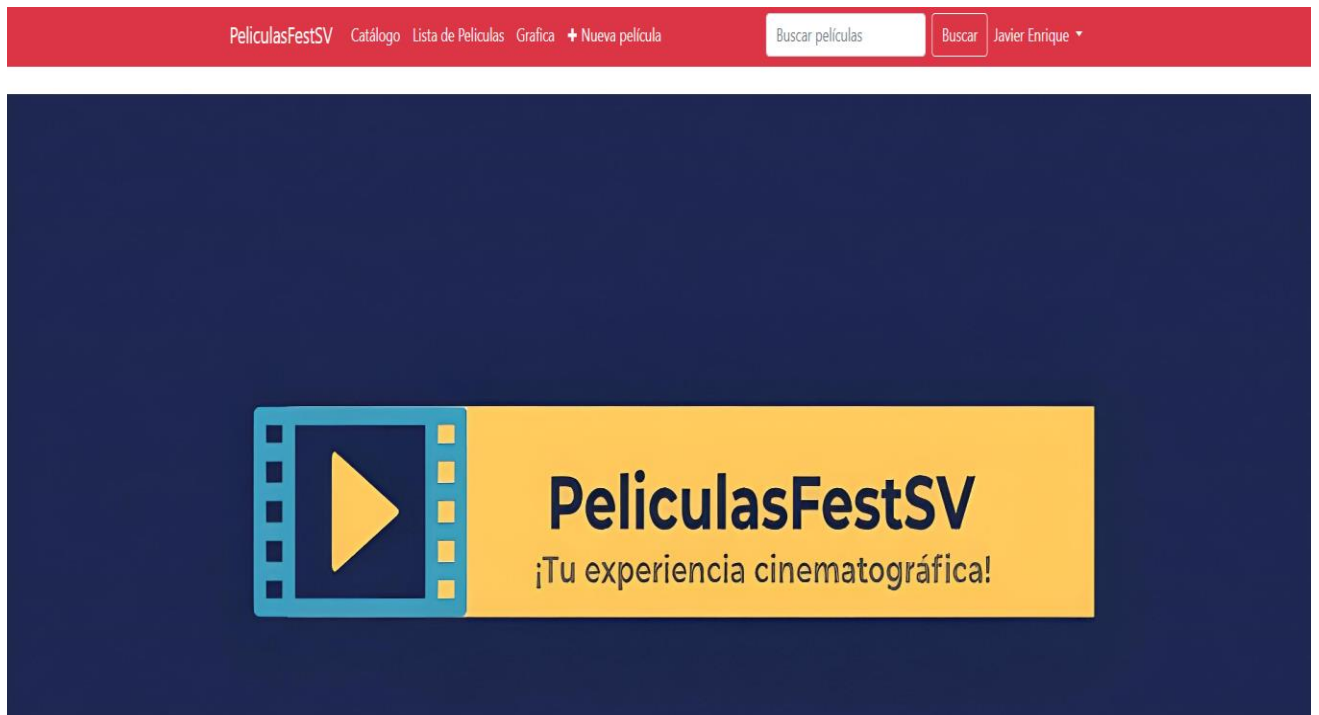 PeliculasFestSV Catálogo Lista de Peliculas Grafica + Nueva película Buscar películas Buscar Javier Enrique
PeliculasFestSV
¡Tu experiencia cinematográfica!